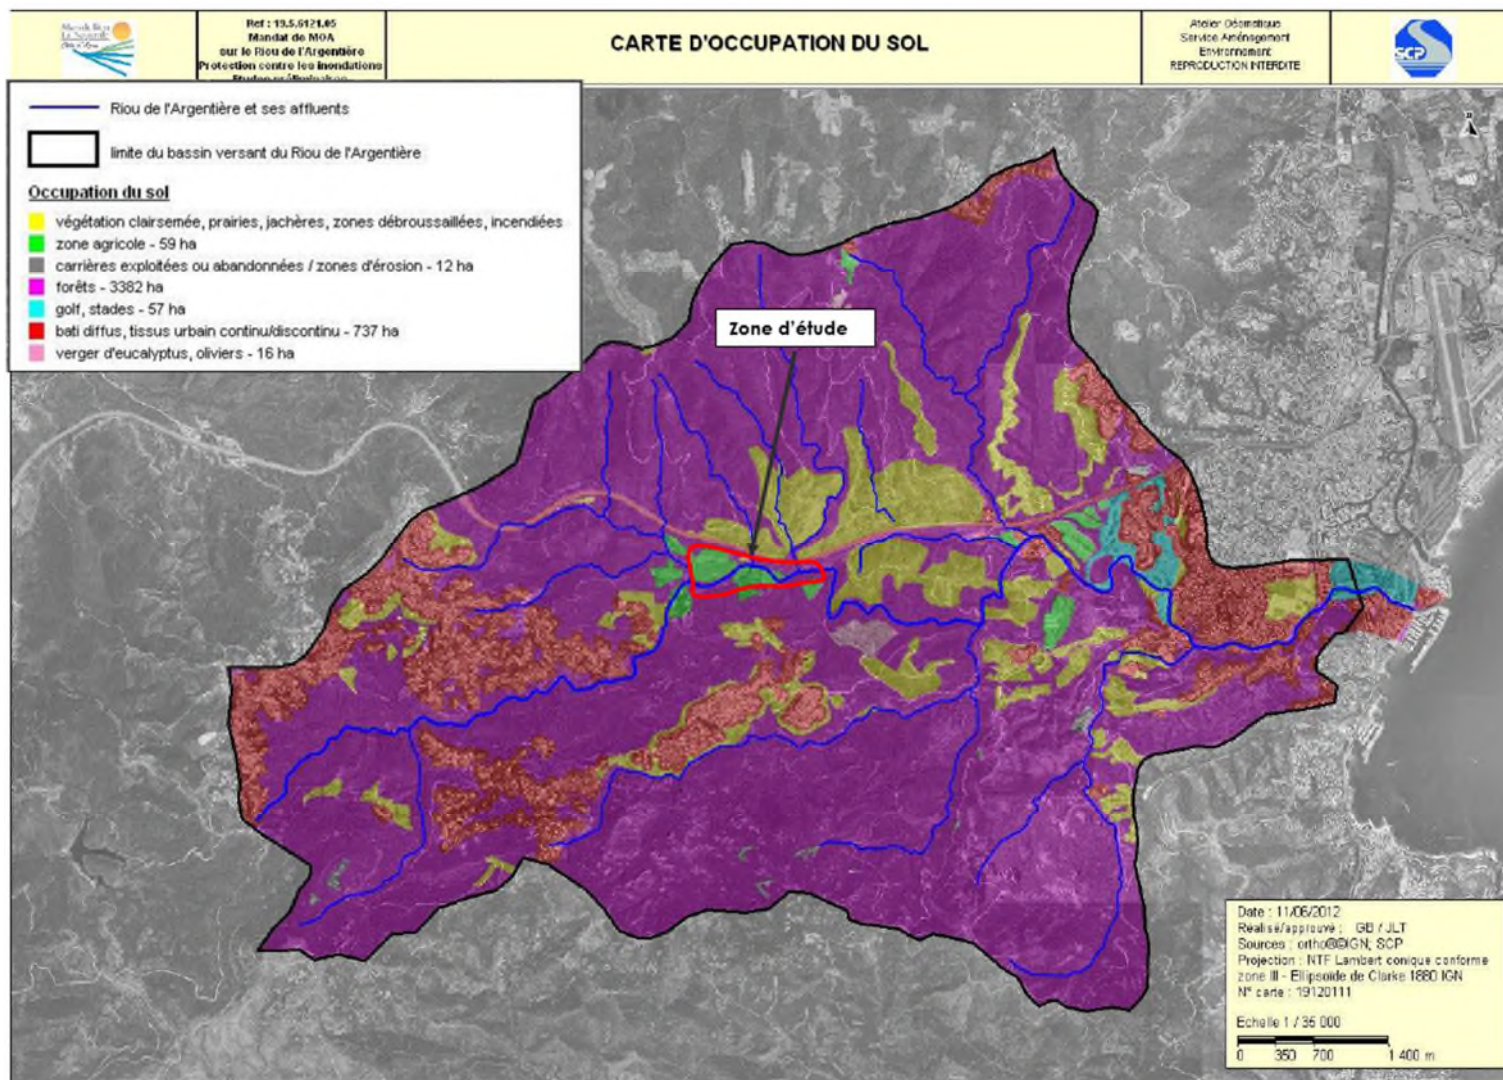 Ref : 19.5.6121.05
Mandat de MOA
sur le Riou de l'Argentière
Protection contre les inondations
Etudes préliminaires
CARTE D'OCCUPATION DU SOL
Atelier Géomatique
Service Aménagement
Environnement
REPRODUCTION INTERDITE
SCP
Riou de l'Argentière et ses affluents
limite du bassin versant du Riou de l'Argentière
Occupation du sol
végétation clairsemée, prairies, jachères, zones débroussaillées, incendiées
zone agricole - 59 ha
carrières exploitées ou abandonnées / zones d'érosion - 12 ha
forêts - 3382 ha
golf, stades - 57 ha
bati diffus, tissus urbain continu/discontinu - 737 ha
verger d'eucalyptus, oliviers - 16 ha
Zone d'étude
Date : 11/06/2012
Réalisé/approuvé : GB / JLT
Sources : ortho®©IGN; SCP
Projection : NTF Lambert conique conforme
zone III - Ellipsoïde de Clarke 1880 IGN
N° carte : 19120111
Echelle 1 / 35 000
0 350 700 1 400 m